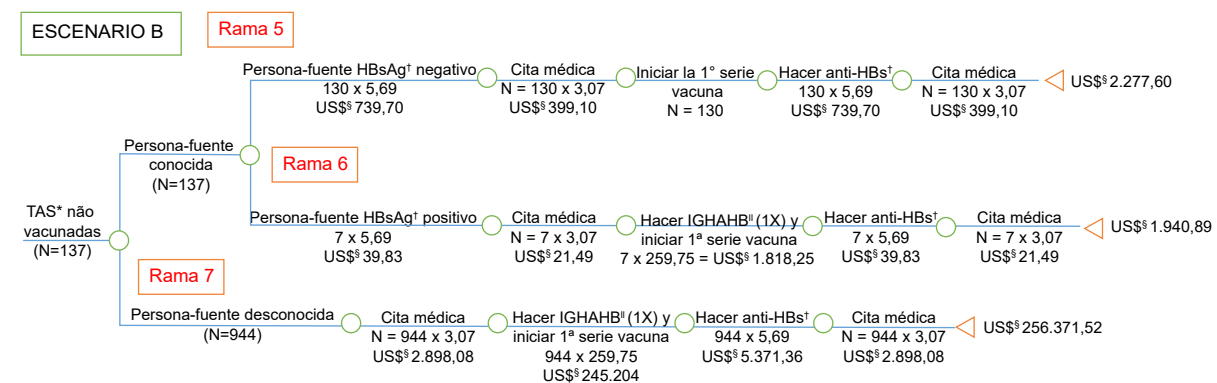 ESCENARIO B
Rama 5
Persona-fuente HBsAg† negativo
130 x 5,69
US$§ 739,70
Cita médica
N = 130 x 3,07
US$§ 399,10
Iniciar la 1° serie
vacuna
N = 130
Hacer anti-HBs†
130 x 5,69
US$§ 739,70
Cita médica
N = 130 x 3,07
US$§ 399,10
US$§ 2.277,60
Persona-fuente
conocida
(N=137)
Rama 6
TAS* não
vacunadas
(N=137)
Persona-fuente HBsAg† positivo
7 x 5,69
US$§ 39,83
Cita médica
N = 7 x 3,07
US$§ 21,49
Hacer IGHAHB‖ (1X) y
iniciar 1ª serie vacuna
7 x 259,75 = US$§ 1.818,25
Hacer anti-HBs†
7 x 5,69
US$§ 39,83
Cita médica
N = 7 x 3,07
US$§ 21,49
US$§ 1.940,89
Rama 7
Persona-fuente desconocida
(N=944)
Cita médica
N = 944 x 3,07
US$§ 2.898,08
Hacer IGHAHB‖ (1X) y
iniciar 1ª serie vacuna
944 x 259,75
US$§ 245.204
Hacer anti-HBs†
944 x 5,69
US$§ 5.371,36
Cita médica
N = 944 x 3,07
US$§ 2.898,08
US$§ 256.371,52